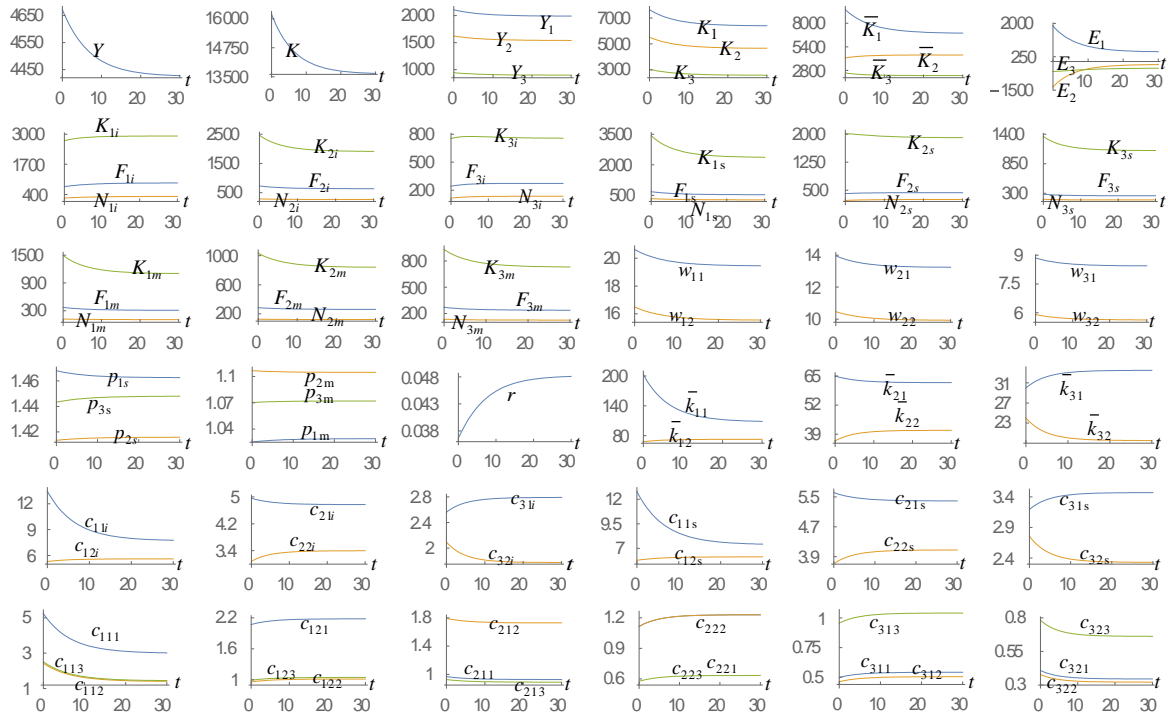 4650 4550 4450 Y t 0 10 20 30
16000 14750 13500 K t 0 10 20 30
2000 1500 1000 Y₁ Y₂ Y₃ t 0 10 20 30
7000 5000 3000 K₁ K₂ K₃ t 0 10 20 30
8000 5400 2800 K̅₁ K̅₂ K̅₃ t 0 10 20 30
2000 250 −1500 E₁ E₃ E₂ t 0 10 20 30
3000 1700 400 K₁ᵢ F₁ᵢ N₁ᵢ t 0 10 20 30
2500 1500 500 K₂ᵢ F₂ᵢ N₂ᵢ t 0 10 20 30
800 500 200 K₃ᵢ F₃ᵢ N₃ᵢ t 0 10 20 30
3500 2000 500 K₁ₛ F₁ₛ N₁ₛ t 0 10 20 30
2000 1250 500 K₂ₛ F₂ₛ N₂ₛ t 0 10 20 30
1400 850 300 K₃ₛ F₃ₛ N₃ₛ t 0 10 20 30
1500 900 300 K₁ₘ F₁ₘ N₁ₘ t 0 10 20 30
1000 600 200 K₂ₘ F₂ₘ N₂ₘ t 0 10 20 30
900 500 100 K₃ₘ F₃ₘ N₃ₘ t 0 10 20 30
20 18 16 w₁₁ w₁₂ t 0 10 20 30
14 12 10 w₂₁ w₂₂ t 0 10 20 30
9 7.5 6 w₃₁ w₃₂ t 0 10 20 30
1.46 1.44 1.42 p₁ₛ p₃ₛ p₂ₛ t 0 10 20 30
1.1 1.07 1.04 p₂ₘ p₃ₘ p₁ₘ t 0 10 20 30
0.048 0.043 0.038 r t 0 10 20 30
200 140 80 k̅₁₁ k̅₁₂ t 0 10 20 30
65 52 39 k̅₂₁ k̅₂₂ t 0 10 20 30
31 27 23 k̅₃₁ k̅₃₂ t 0 10 20 30
12 9 6 c₁₁ᵢ c₁₂ᵢ t 0 10 20 30
5 4.2 3.4 c₂₁ᵢ c₂₂ᵢ t 0 10 20 30
2.8 2.4 2 c₃₁ᵢ c₃₂ᵢ t 0 10 20 30
12 9.5 7 c₁₁ₛ c₁₂ₛ t 0 10 20 30
5.5 4.7 3.9 c₂₁ₛ c₂₂ₛ t 0 10 20 30
3.2 2.8 2.4 c₃₁ₛ c₃₂ₛ t 0 10 20 30
5 3 1 c₁₁₁ c₁₁₃ c₁₁₂ t 0 10 20 30
2.2 1.6 1 c₁₂₁ c₁₂₃ c₁₂₂ t 0 10 20 30
1.8 1.4 1 c₂₁₂ c₂₁₁ c₂₁₃ t 0 10 20 30
1.2 0.9 0.6 c₂₂₂ c₂₂₃ c₂₂₁ t 0 10 20 30
1 0.75 0.5 c₃₁₃ c₃₁₁ c₃₁₂ t 0 10 20 30
0.8 0.55 0.3 c₃₂₃ c₃₂₁ c₃₂₂ t 0 10 20 30